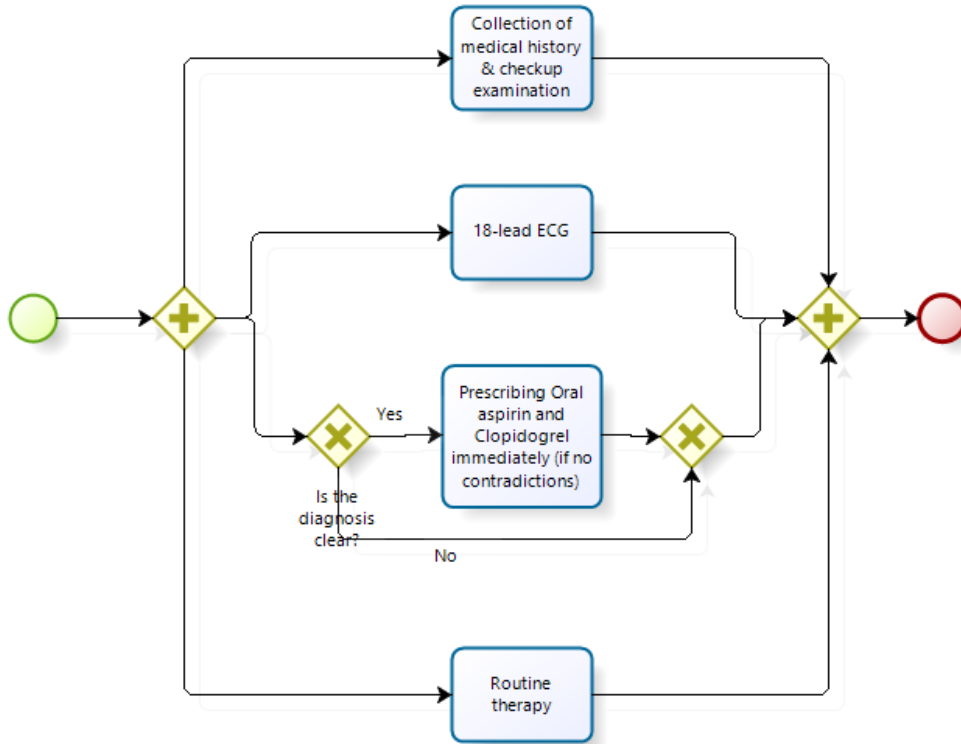 Collection of
medical history
& checkup
examination
18-lead ECG
Yes
Prescribing Oral
aspirin and
Clopidogrel
immediately (if no
contradictions)
Is the
diagnosis
clear?
No
Routine
therapy